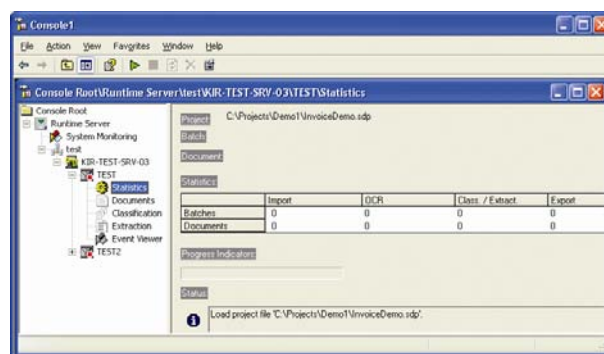 Console1
File Action View Favorites Window Help
Console Root\Runtime Server\test\KIR-TEST-SRV-03\TEST\Statistics
Console Root
Runtime Server
System Monitoring
test
KIR-TEST-SRV-03
TEST
Statistics
Documents
Classification
Extraction
Event Viewer
TEST2
Project: C:\Projects\Demo1\InvoiceDemo.sdp
Batch:
Document:
Statistics:
Import OCR Class. / Extract. Export
Batches 0 0 0 0
Documents 0 0 0 0
Progress Indicators:
Status:
Load project file 'C:\Projects\Demo1\InvoiceDemo.sdp'.